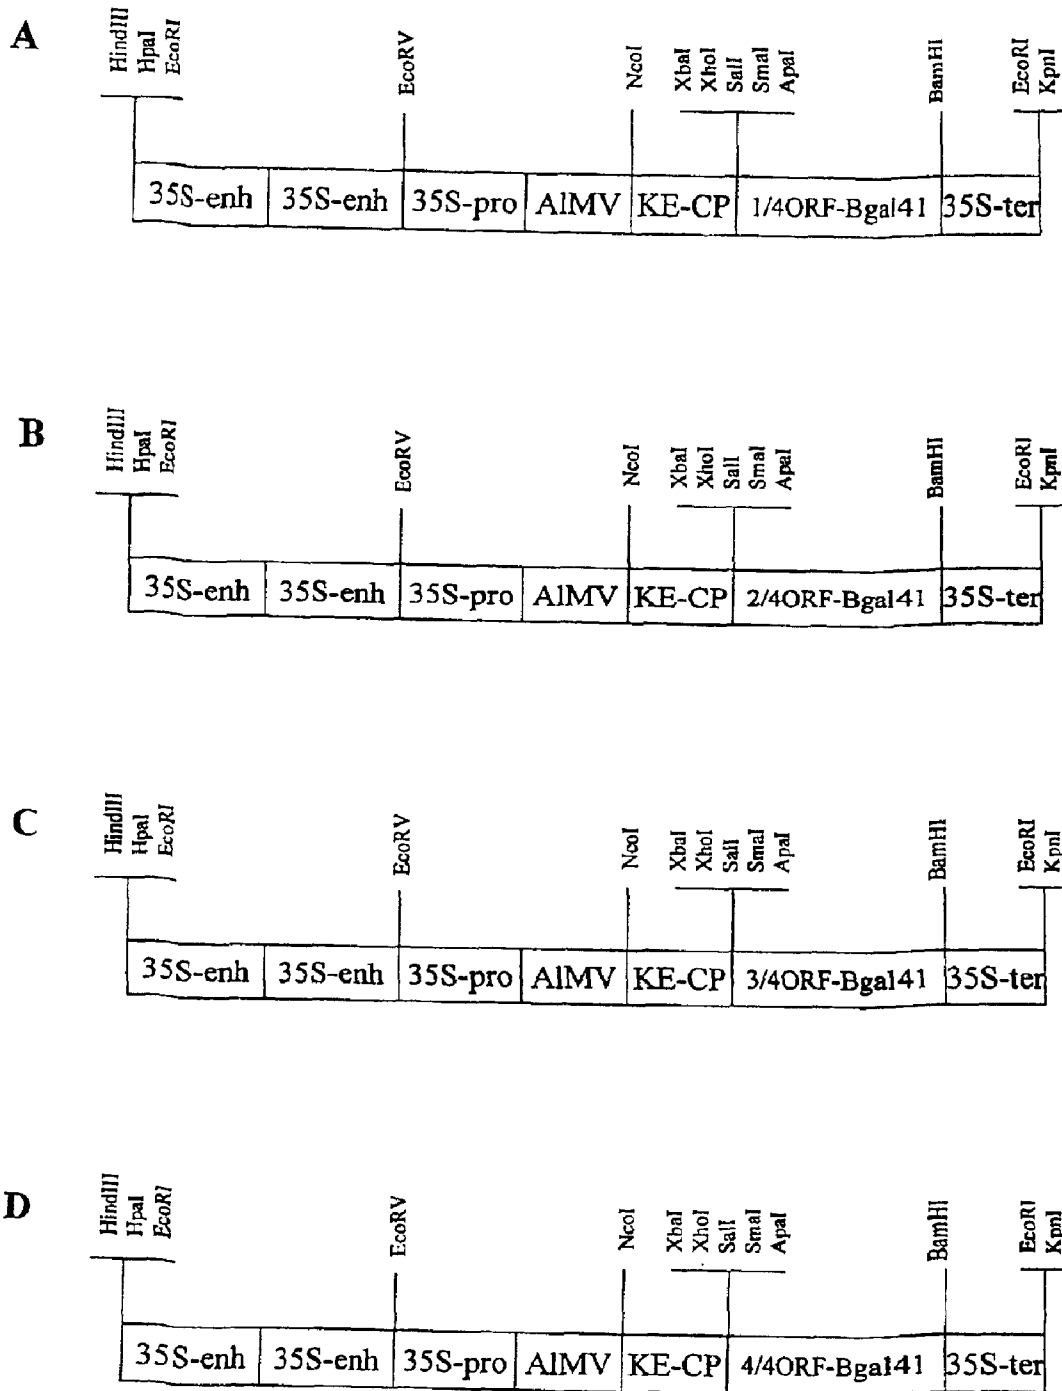 A
HindIII
HpaI
EcoRI
EcoRV
NcoI
XbaI
XhoI
SalI
SmaI
ApaI
BamHI
EcoRI
KpnI
35S-enh 35S-enh 35S-pro AlMV KE-CP 1/4ORF-Bgal41 35S-ter
B
HindIII
HpaI
EcoRI
EcoRV
NcoI
XbaI
XhoI
SalI
SmaI
ApaI
BamHI
EcoRI
KpnI
35S-enh 35S-enh 35S-pro AlMV KE-CP 2/4ORF-Bgal41 35S-ter
C
HindIII
HpaI
EcoRI
EcoRV
NcoI
XbaI
XhoI
SalI
SmaI
ApaI
BamHI
EcoRI
KpnI
35S-enh 35S-enh 35S-pro AlMV KE-CP 3/4ORF-Bgal41 35S-ter
D
HindIII
HpaI
EcoRI
EcoRV
NcoI
XbaI
XhoI
SalI
SmaI
ApaI
BamHI
EcoRI
KpnI
35S-enh 35S-enh 35S-pro AlMV KE-CP 4/4ORF-Bgal41 35S-ter